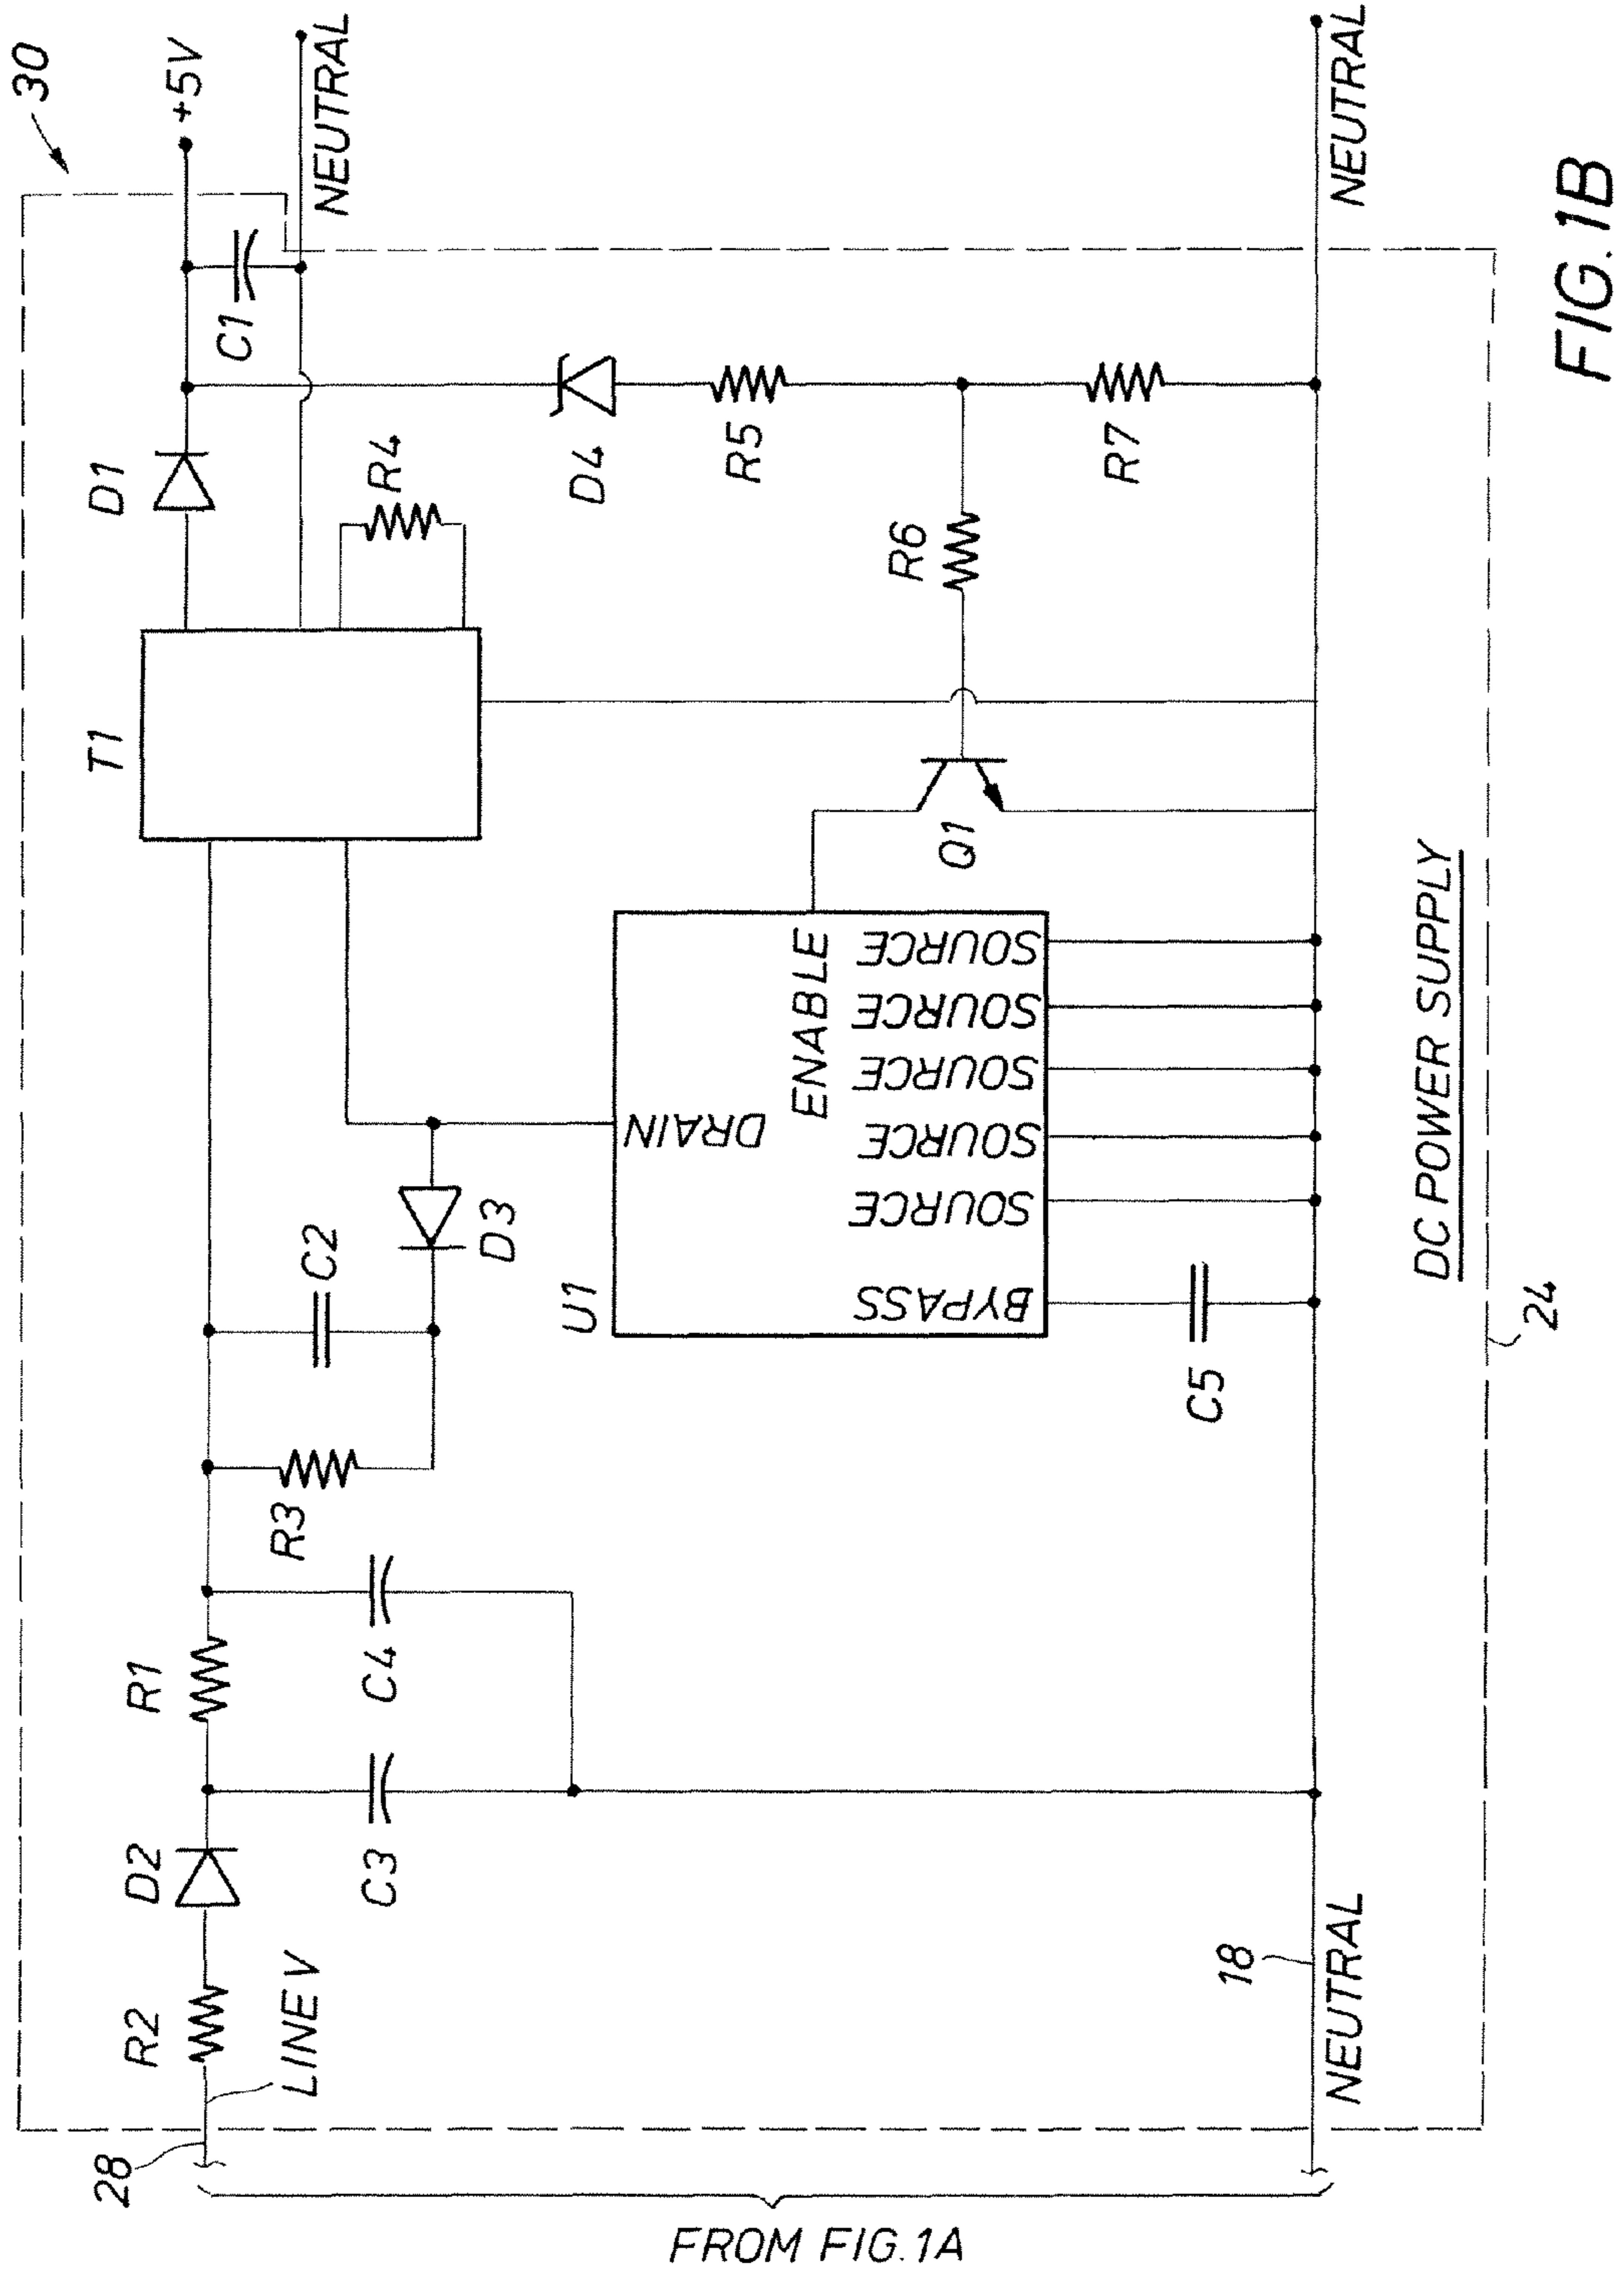 30
+5V
NEUTRAL
D1
C1
R4
T1
D4
R5
R6
R7
NEUTRAL
Q1
ENABLE
DRAIN
SOURCE
SOURCE
SOURCE
SOURCE
SOURCE
BYPASS
U1
C2
D3
C5
R3
R1
C4
D2
C3
R2
LINE V
28
18
NEUTRAL
DC POWER SUPPLY
24
FROM FIG.1A
FIG.1B